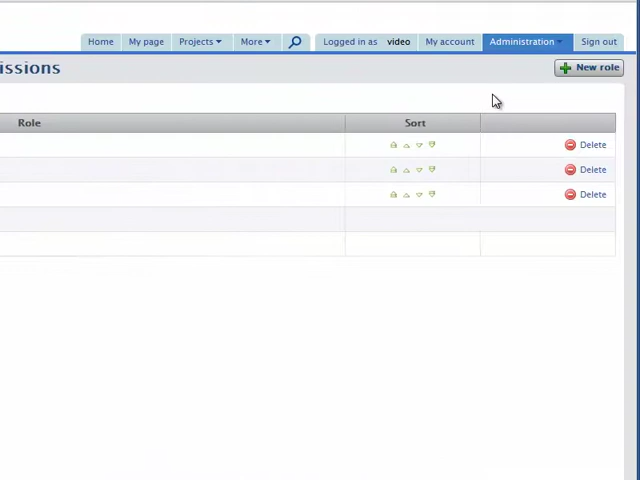 Home My page Projects More Logged in as video My account Administration Sign out
issions
New role
Role Sort
Delete
Delete
Delete